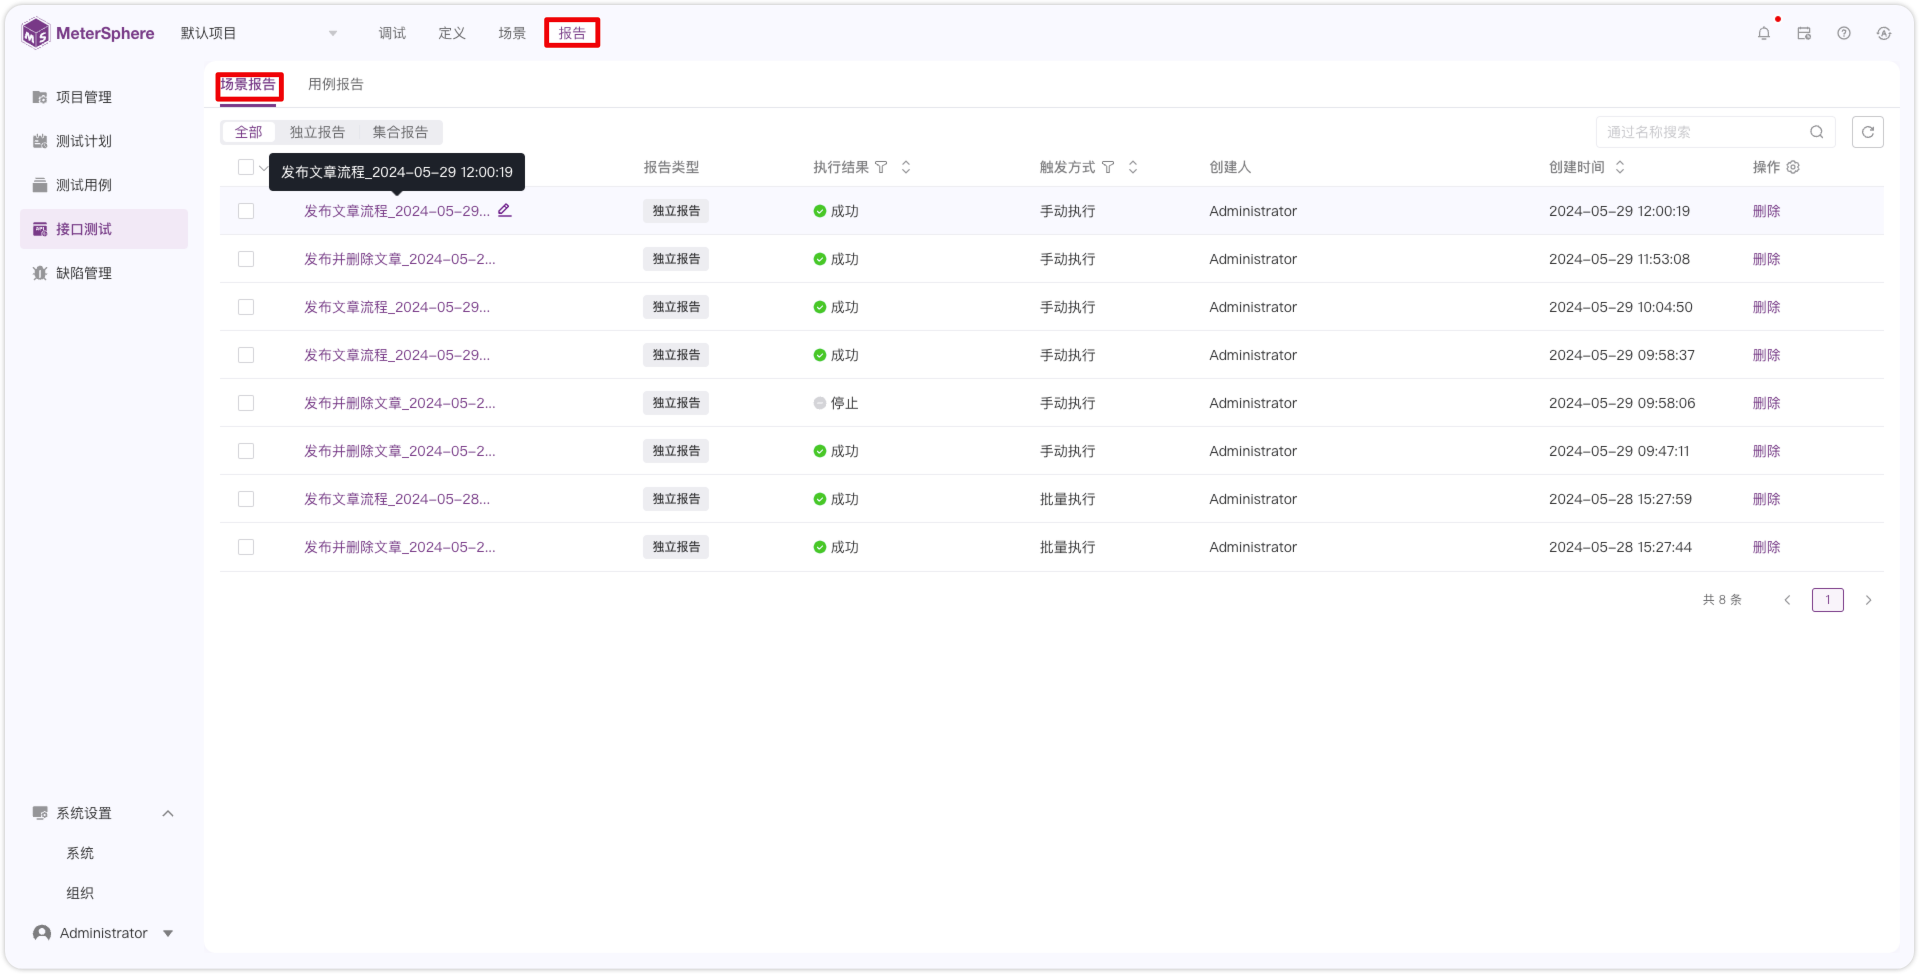 MeterSphere 默认项目 调试 定义 场景 报告
项目管理
测试计划
测试用例
接口测试
缺陷管理
系统设置
系统
组织
Administrator
场景报告 用例报告
全部 独立报告 集合报告 通过名称搜索
发布文章流程_2024-05-29 12:00:19
报告类型 执行结果 触发方式 创建人 创建时间 操作
发布文章流程_2024-05-29... 独立报告 成功 手动执行 Administrator 2024-05-29 12:00:19 删除
发布并删除文章_2024-05-2... 独立报告 成功 手动执行 Administrator 2024-05-29 11:53:08 删除
发布文章流程_2024-05-29... 独立报告 成功 手动执行 Administrator 2024-05-29 10:04:50 删除
发布文章流程_2024-05-29... 独立报告 成功 手动执行 Administrator 2024-05-29 09:58:37 删除
发布并删除文章_2024-05-2... 独立报告 停止 手动执行 Administrator 2024-05-29 09:58:06 删除
发布并删除文章_2024-05-2... 独立报告 成功 手动执行 Administrator 2024-05-29 09:47:11 删除
发布文章流程_2024-05-28... 独立报告 成功 批量执行 Administrator 2024-05-28 15:27:59 删除
发布并删除文章_2024-05-2... 独立报告 成功 批量执行 Administrator 2024-05-28 15:27:44 删除
共 8 条 1